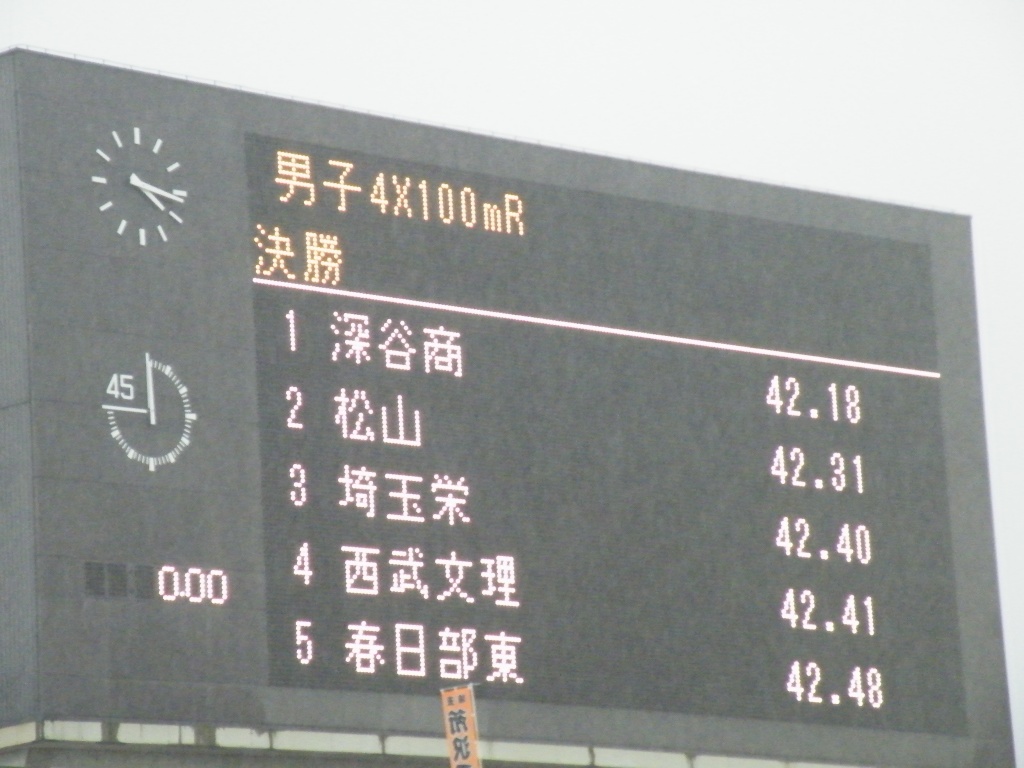 男子4X100mR
決勝
1 深谷商 42.18
2 松山 42.31
3 埼玉栄 42.40
4 西武文理 42.41
5 春日部東 42.48
45
0.00
所沢